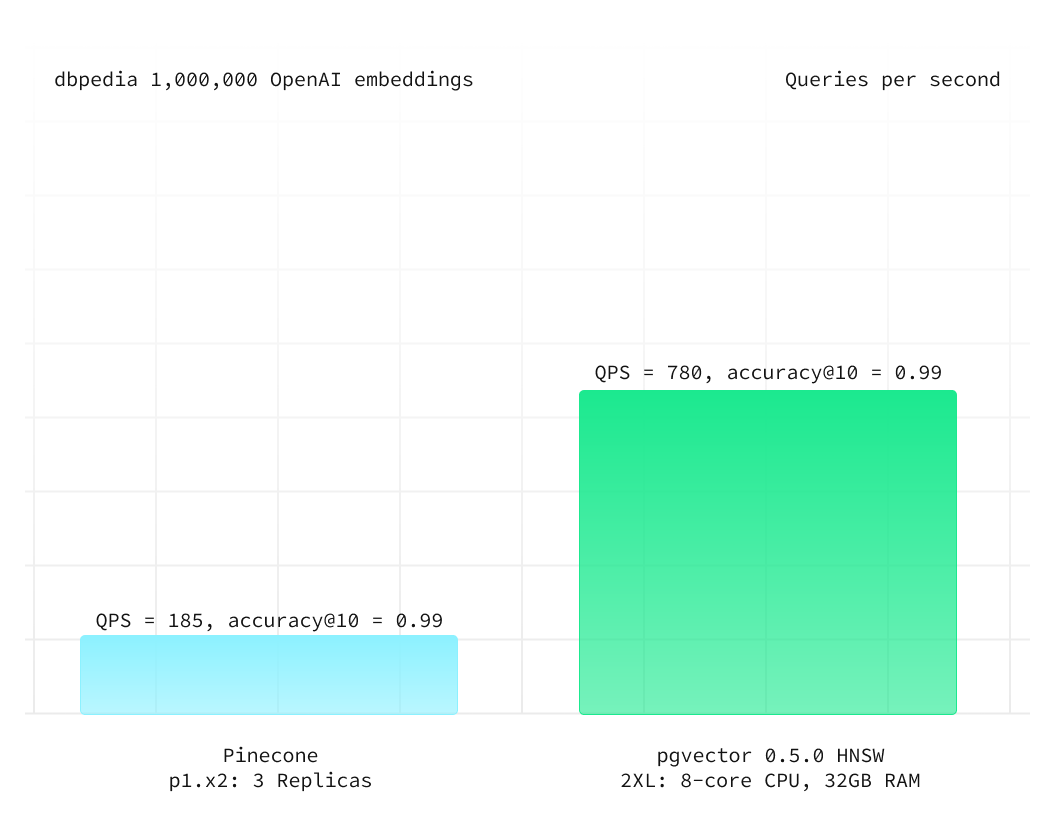 dbpedia 1,000,000 OpenAI embeddings
Queries per second
QPS = 780, accuracy@10 = 0.99
QPS = 185, accuracy@10 = 0.99
Pinecone
p1.x2: 3 Replicas
pgvector 0.5.0 HNSW
2XL: 8-core CPU, 32GB RAM